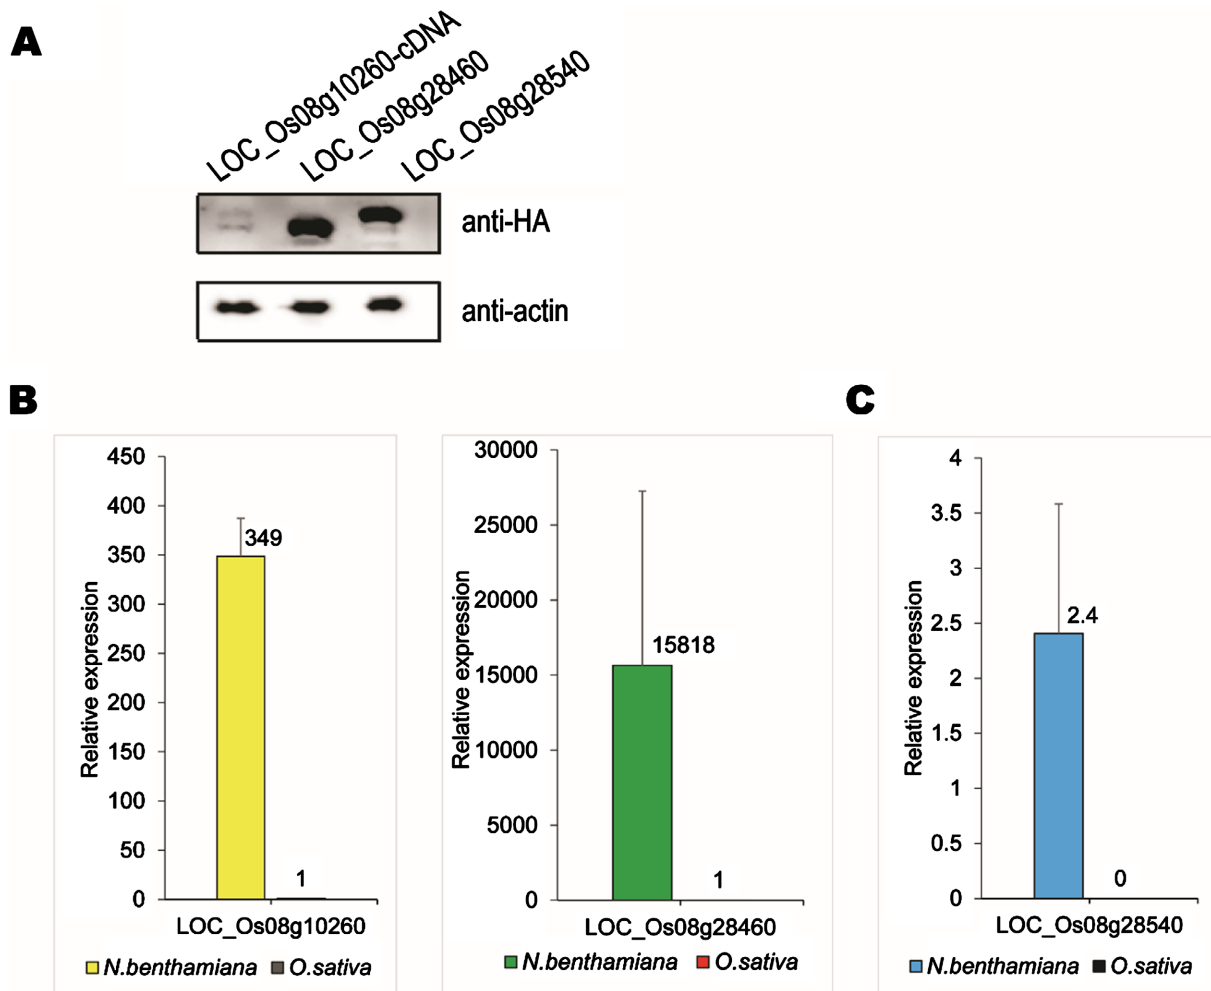 A
LOC_Os08g10260-cDNA
LOC_Os08g28460
LOC_Os08g28540
anti-HA
anti-actin
B
Relative expression
450
400
350
300
250
200
150
100
50
0
349
1
LOC_Os08g10260
N.benthamiana O.sativa
Relative expression
30000
25000
20000
15000
10000
5000
0
15818
1
LOC_Os08g28460
N.benthamiana O.sativa
C
Relative expression
4
3.5
3
2.5
2
1.5
1
0.5
0
2.4
0
LOC_Os08g28540
N.benthamiana O.sativa